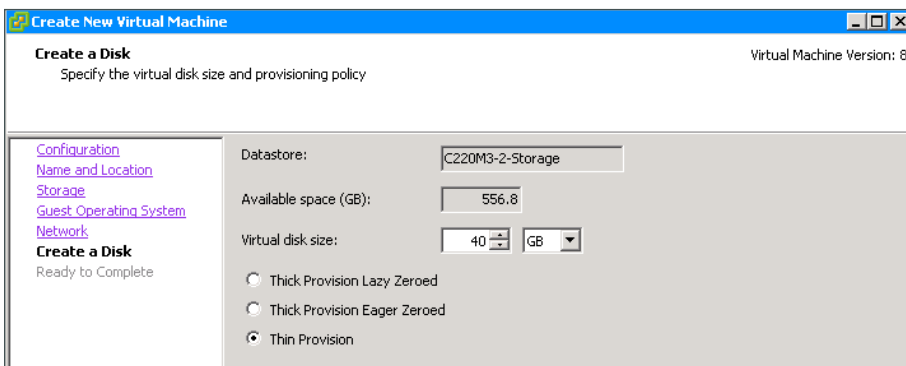 Create New Virtual Machine
Create a Disk
Specify the virtual disk size and provisioning policy
Virtual Machine Version: 8
Configuration
Name and Location
Storage
Guest Operating System
Network
Create a Disk
Ready to Complete
Datastore: C220M3-2-Storage
Available space (GB): 556.8
Virtual disk size: 40 GB
Thick Provision Lazy Zeroed
Thick Provision Eager Zeroed
Thin Provision